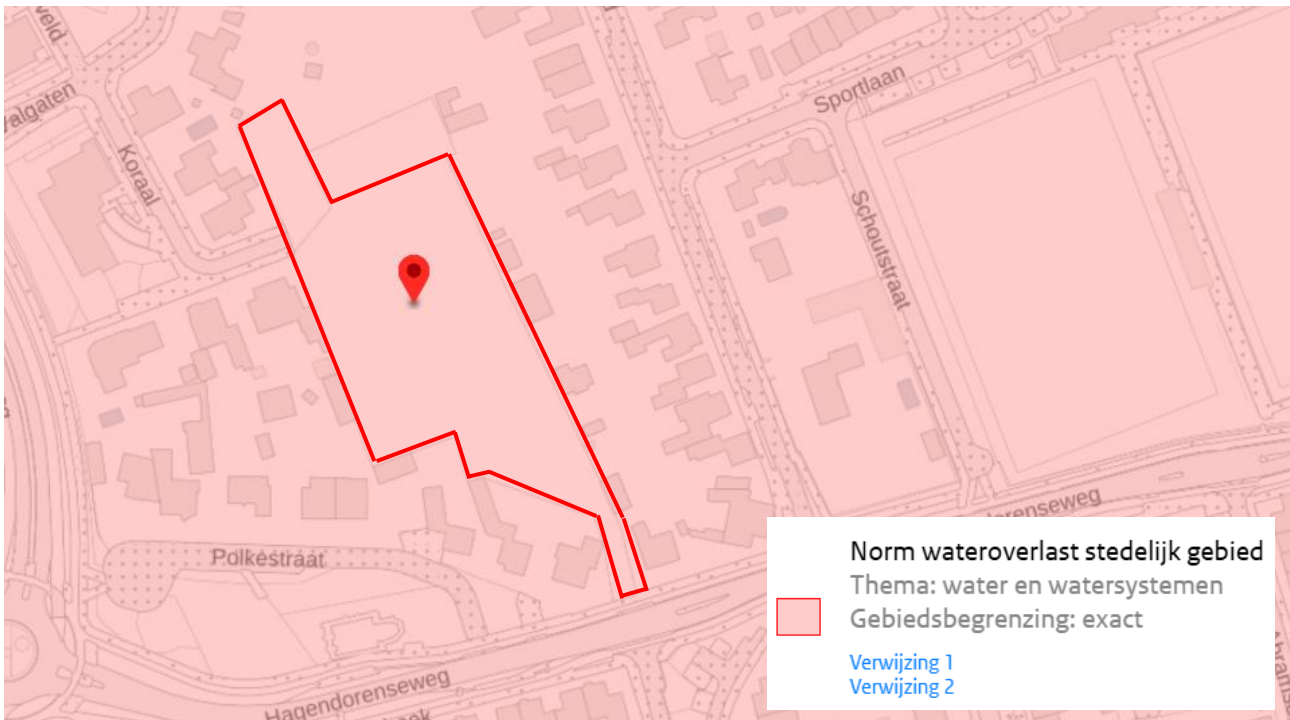 Sportlaan
Koraal
Schoutstraat
Polkestraat
Hagendorenseweg
Norm wateroverlast stedelijk gebied
Thema: water en watersystemen
Gebiedsbegrenzing: exact
Verwijzing 1
Verwijzing 2